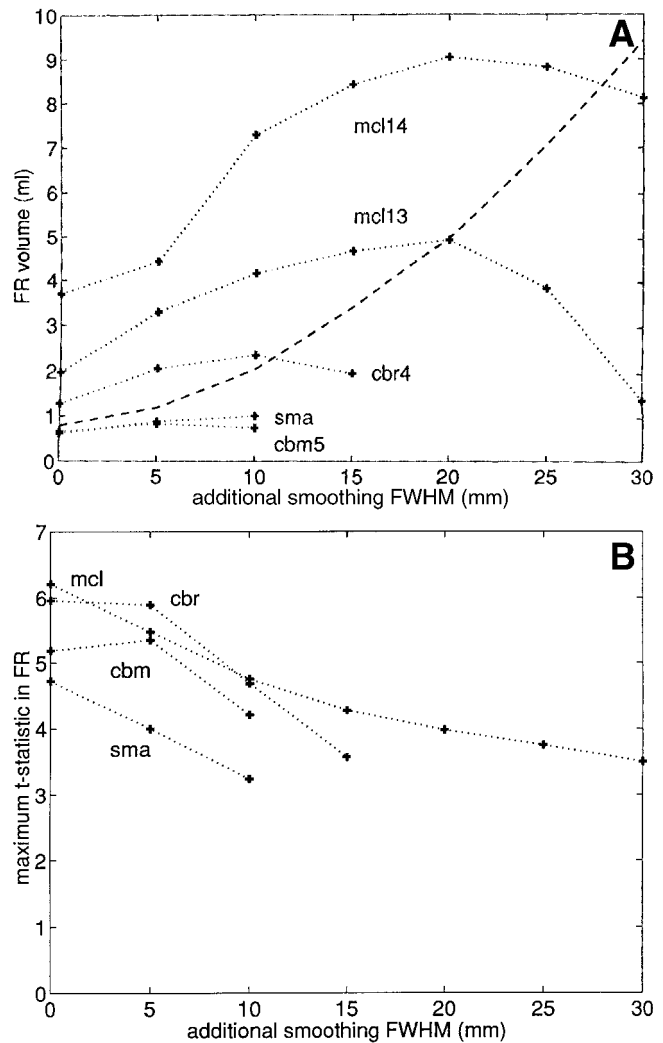 A
10
9
8
7
6
5
4
3
2
1
0
FR volume (ml)
mcl14
mcl13
cbr4
sma
cbm5
0 5 10 15 20 25 30
additional smoothing FWHM (mm)
B
7
6
5
4
3
2
1
0
maximum t-statistic in FR
mcl
cbr
cbm
sma
0 5 10 15 20 25 30
additional smoothing FWHM (mm)